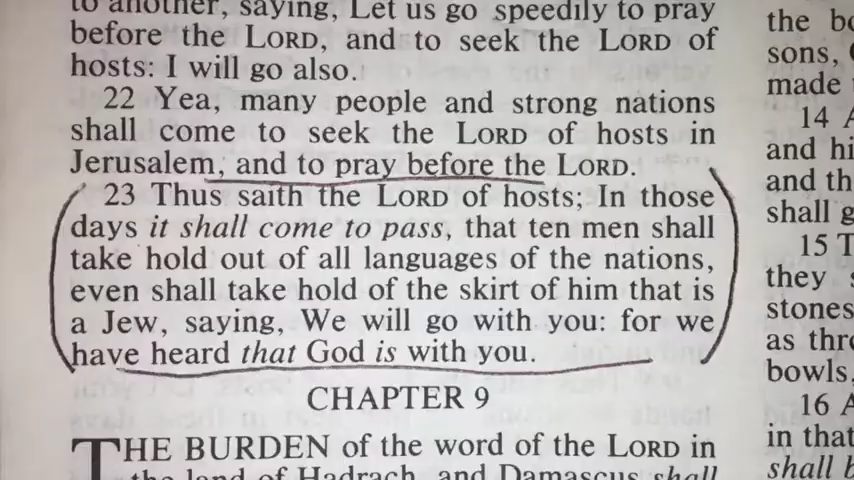 to another, saying, Let us go speedily to pray
before the LORD, and to seek the LORD of
hosts: I will go also.
22 Yea, many people and strong nations
shall come to seek the LORD of hosts in
Jerusalem, and to pray before the LORD.
23 Thus saith the LORD of hosts; In those
days it shall come to pass, that ten men shall
take hold out of all languages of the nations,
even shall take hold of the skirt of him that is
a Jew, saying, We will go with you: for we
have heard that God is with you.
CHAPTER 9
THE BURDEN of the word of the LORD in
the land of Hadrach, and Damascus shall
the
sons,
made
14
and
and th
shall
15
they
stones
as
bowls,
16
in that
shall